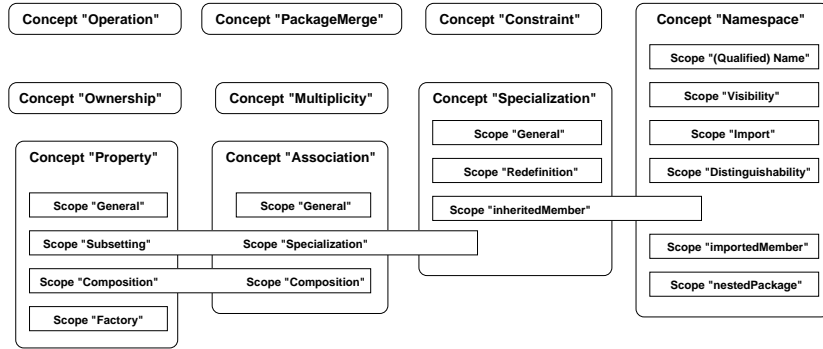 Concept "Operation"
Concept "PackageMerge"
Concept "Constraint"
Concept "Namespace"
Scope "(Qualified) Name"
Scope "Visibility"
Scope "Import"
Scope "Distinguishability"
Scope "importedMember"
Scope "nestedPackage"
Concept "Ownership"
Concept "Multiplicity"
Concept "Specialization"
Scope "General"
Scope "Redefinition"
Scope "inheritedMember"
Concept "Property"
Scope "General"
Scope "Subsetting"
Scope "Composition"
Scope "Factory"
Concept "Association"
Scope "General"
Scope "Specialization"
Scope "Composition"